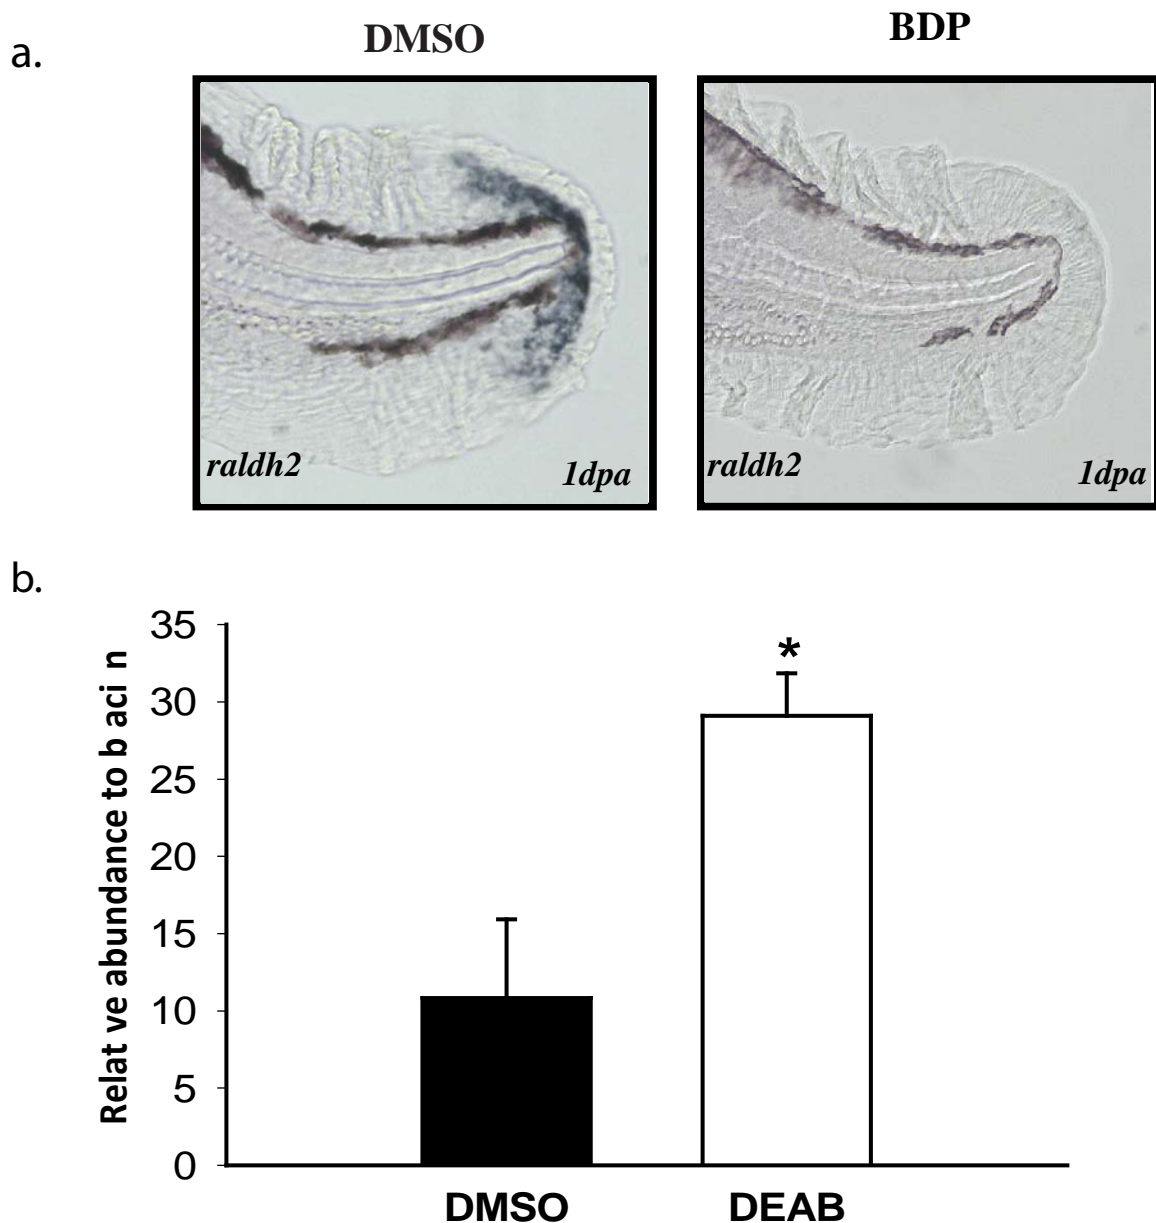 a.
DMSO
BDP
raldh2
1dpa
raldh2
1dpa
b.
Relat ve abundance to b aci n
35
30
25
20
15
10
5
0
*
DMSO
DEAB